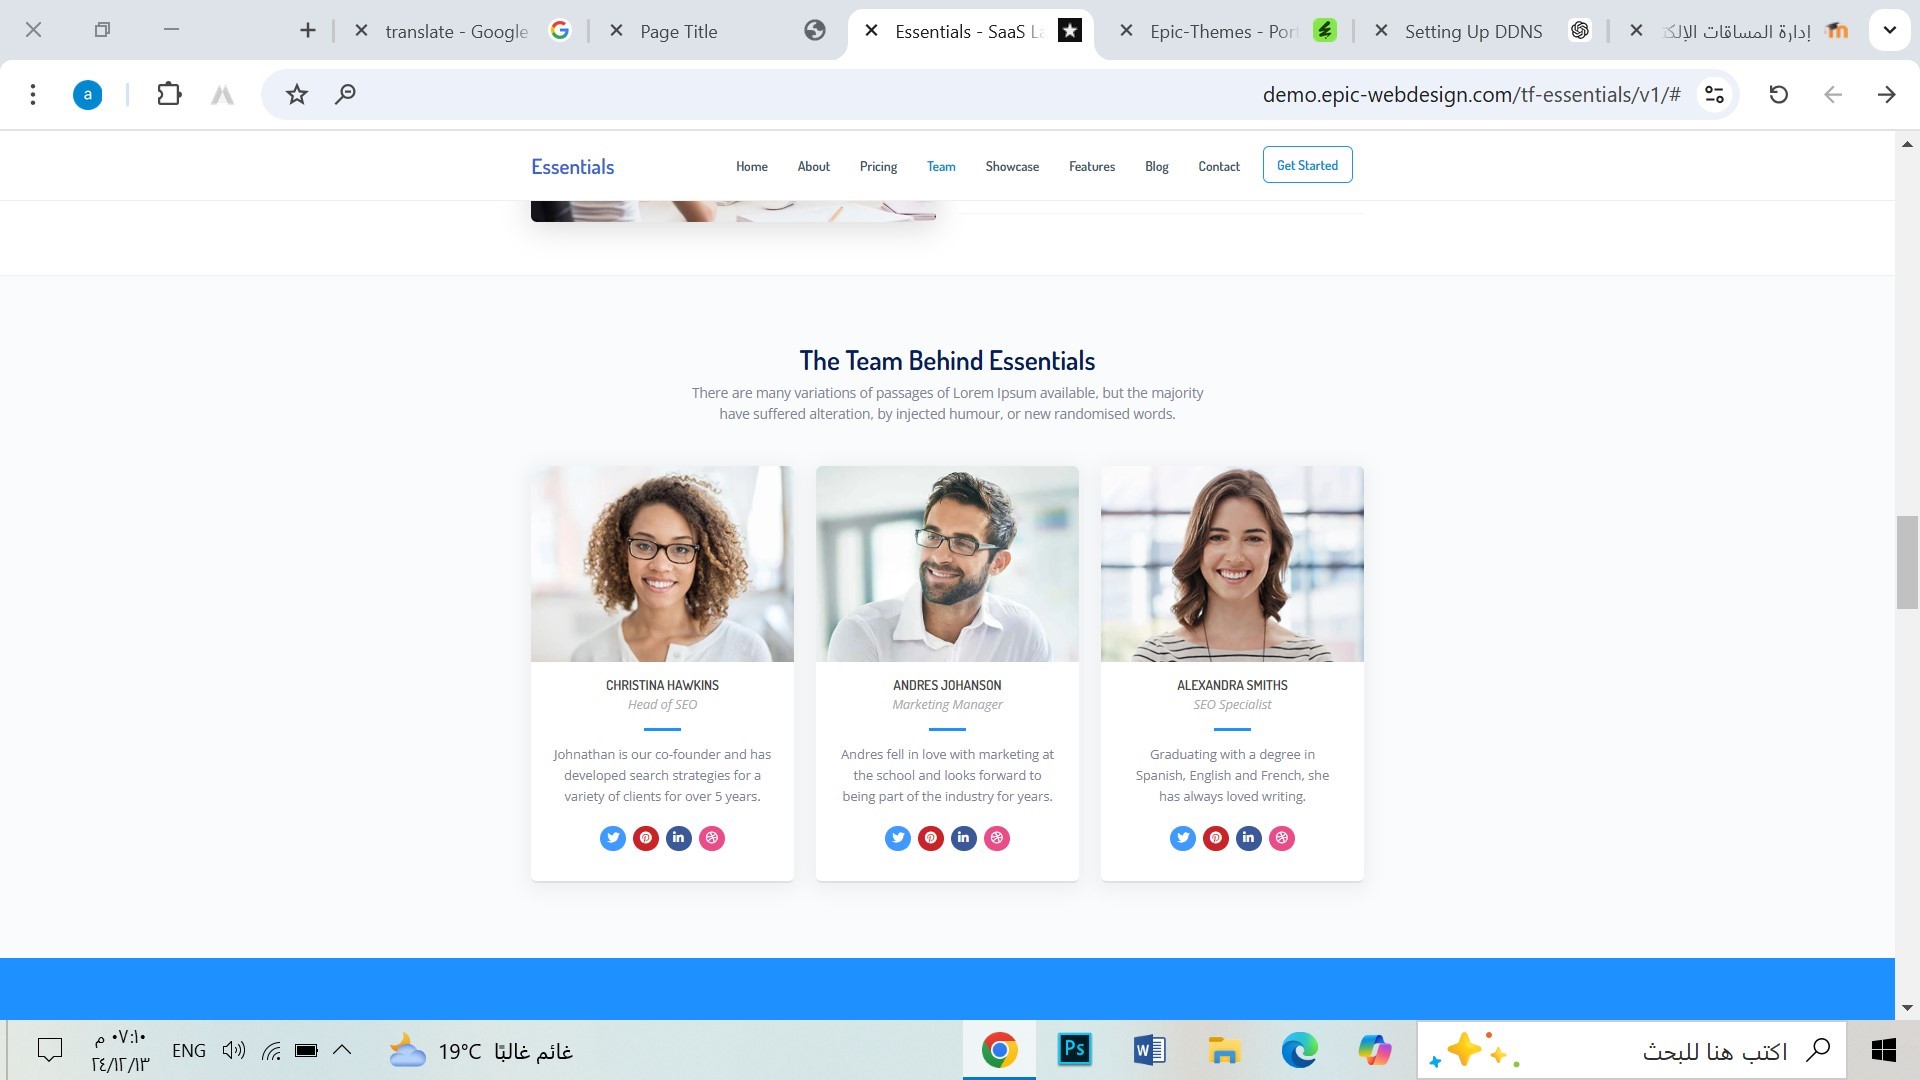 translate - Google
Page Title
Essentials - SaaS La
Epic-Themes - Port
Setting Up DDNS
إدارة المساقات الإلكت
a
demo.epic-webdesign.com/tf-essentials/v1/#
Essentials
Home
About
Pricing
Team
Showcase
Features
Blog
Contact
Get Started
The Team Behind Essentials
There are many variations of passages of Lorem Ipsum available, but the majority
have suffered alteration, by injected humour, or new randomised words.
CHRISTINA HAWKINS
Head of SEO
Johnathan is our co-founder and has
developed search strategies for a
variety of clients for over 5 years.
ANDRES JOHANSON
Marketing Manager
Andres fell in love with marketing at
the school and looks forward to
being part of the industry for years.
ALEXANDRA SMITHS
SEO Specialist
Graduating with a degree in
Spanish, English and French, she
has always loved writing.
٠٧:١٠ م
٢٤/١٢/١٣
ENG
19°C غائم غالبًا
Ps
W
اكتب هنا للبحث